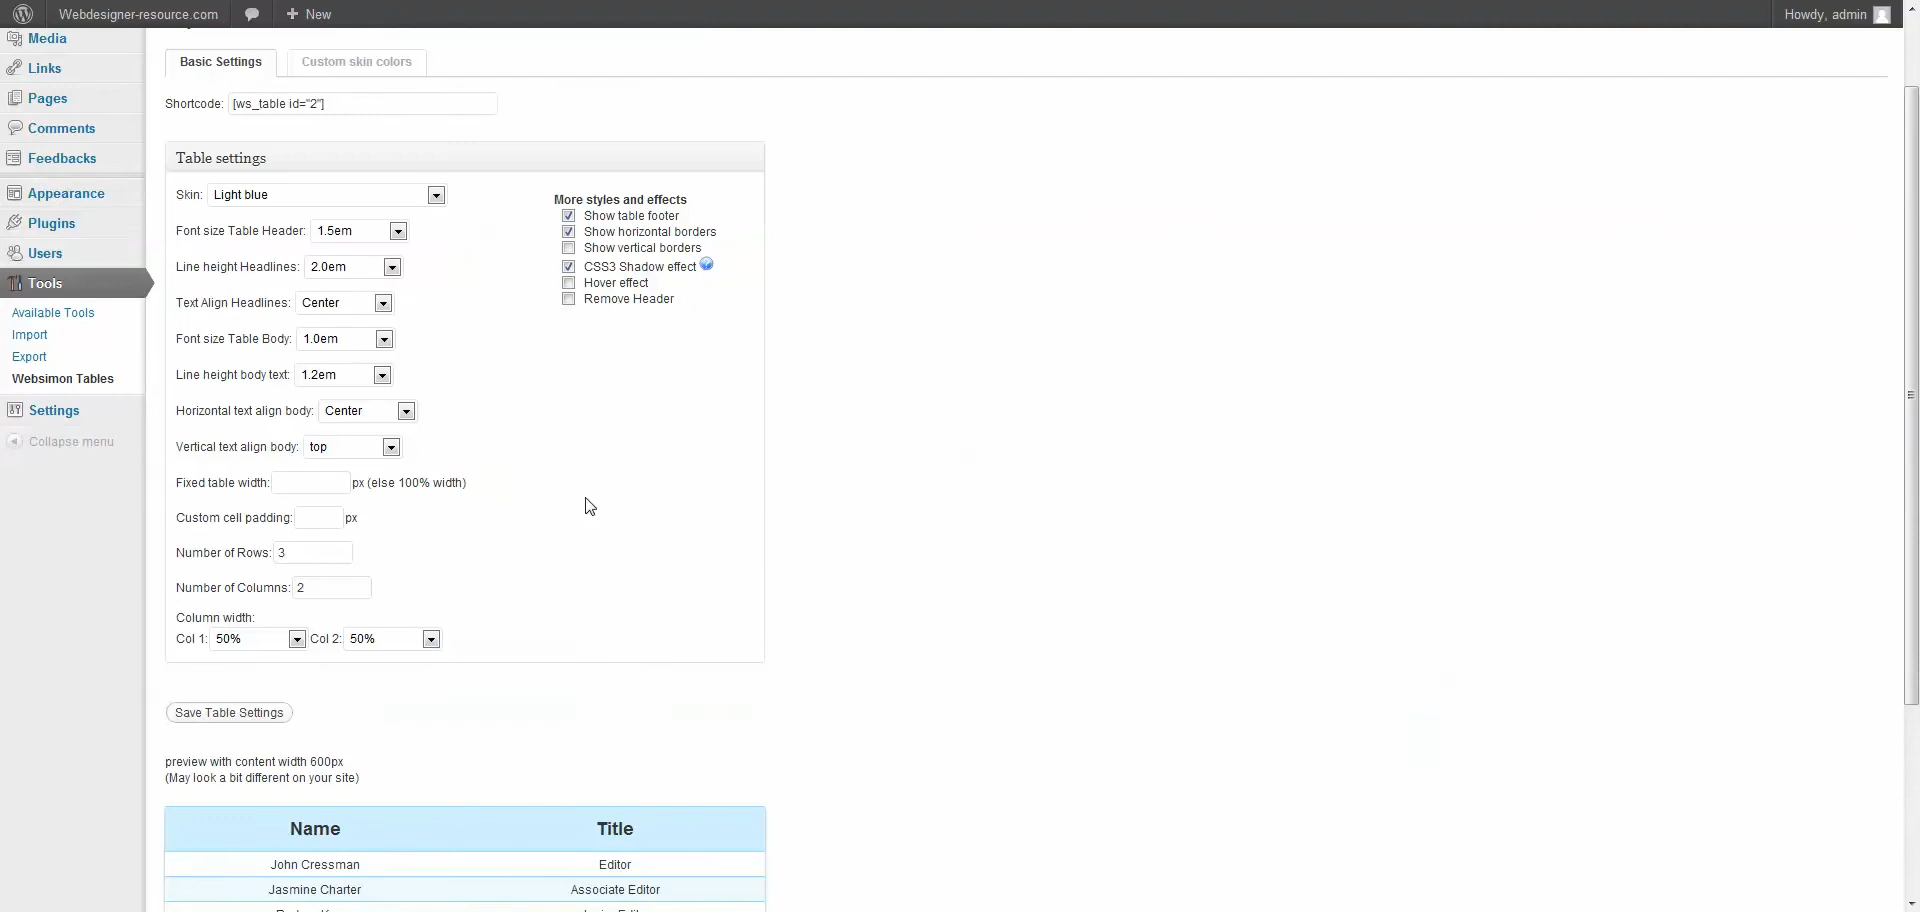 Webdesigner-resource.com
New
Howdy, admin
Media
Links
Pages
Comments
Feedbacks
Appearance
Plugins
Users
Tools
Available Tools
Import
Export
Websimon Tables
Settings
Collapse menu
Basic Settings
Custom skin colors
Shortcode: [ws_table id="2"]
Table settings
Skin: Light blue
Font size Table Header: 1.5em
Line height Headlines: 2.0em
Text Align Headlines: Center
Font size Table Body: 1.0em
Line height body text: 1.2em
Horizontal text align body: Center
Vertical text align body: top
Fixed table width: px (else 100% width)
Custom cell padding: px
Number of Rows: 3
Number of Columns: 2
Column width:
Col 1: 50% Col 2: 50%
More styles and effects
Show table footer
Show horizontal borders
Show vertical borders
CSS3 Shadow effect
Hover effect
Remove Header
Save Table Settings
preview with content width 600px
(May look a bit different on your site)
Name Title
John Cressman Editor
Jasmine Charter Associate Editor